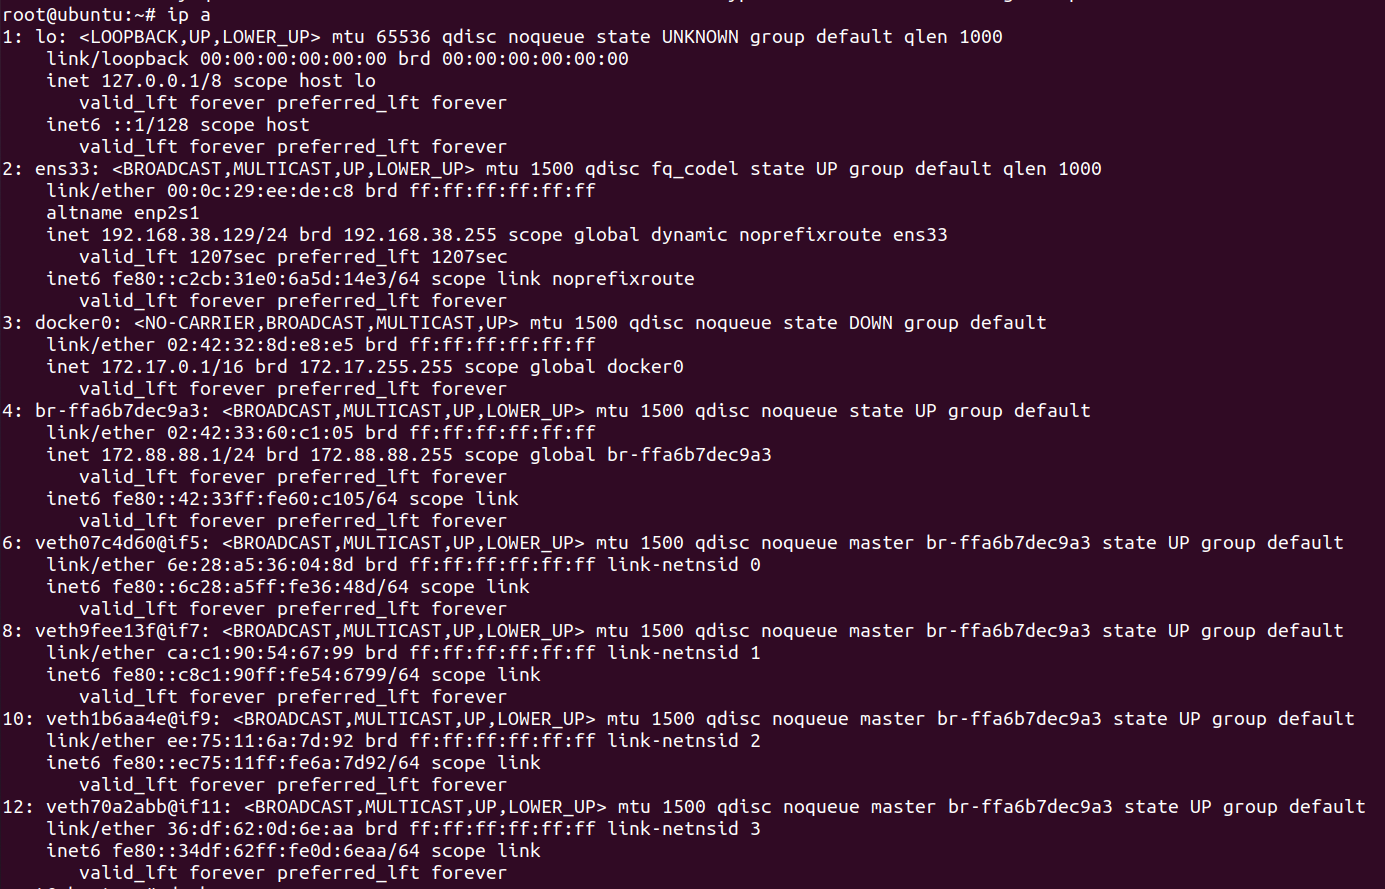 root@ubuntu:~# ip a
1: lo: <LOOPBACK,UP,LOWER_UP> mtu 65536 qdisc noqueue state UNKNOWN group default qlen 1000
    link/loopback 00:00:00:00:00:00 brd 00:00:00:00:00:00
    inet 127.0.0.1/8 scope host lo
       valid_lft forever preferred_lft forever
    inet6 ::1/128 scope host
       valid_lft forever preferred_lft forever
2: ens33: <BROADCAST,MULTICAST,UP,LOWER_UP> mtu 1500 qdisc fq_codel state UP group default qlen 1000
    link/ether 00:0c:29:ee:de:c8 brd ff:ff:ff:ff:ff:ff
    altname enp2s1
    inet 192.168.38.129/24 brd 192.168.38.255 scope global dynamic noprefixroute ens33
       valid_lft 1207sec preferred_lft 1207sec
    inet6 fe80::c2cb:31e0:6a5d:14e3/64 scope link noprefixroute
       valid_lft forever preferred_lft forever
3: docker0: <NO-CARRIER,BROADCAST,MULTICAST,UP> mtu 1500 qdisc noqueue state DOWN group default
    link/ether 02:42:32:8d:e8:e5 brd ff:ff:ff:ff:ff:ff
    inet 172.17.0.1/16 brd 172.17.255.255 scope global docker0
       valid_lft forever preferred_lft forever
4: br-ffa6b7dec9a3: <BROADCAST,MULTICAST,UP,LOWER_UP> mtu 1500 qdisc noqueue state UP group default
    link/ether 02:42:33:60:c1:05 brd ff:ff:ff:ff:ff:ff
    inet 172.88.88.1/24 brd 172.88.88.255 scope global br-ffa6b7dec9a3
       valid_lft forever preferred_lft forever
    inet6 fe80::42:33ff:fe60:c105/64 scope link
       valid_lft forever preferred_lft forever
6: veth07c4d60@if5: <BROADCAST,MULTICAST,UP,LOWER_UP> mtu 1500 qdisc noqueue master br-ffa6b7dec9a3 state UP group default
    link/ether 6e:28:a5:36:04:8d brd ff:ff:ff:ff:ff:ff link-netnsid 0
    inet6 fe80::6c28:a5ff:fe36:48d/64 scope link
       valid_lft forever preferred_lft forever
8: veth9fee13f@if7: <BROADCAST,MULTICAST,UP,LOWER_UP> mtu 1500 qdisc noqueue master br-ffa6b7dec9a3 state UP group default
    link/ether ca:c1:90:54:67:99 brd ff:ff:ff:ff:ff:ff link-netnsid 1
    inet6 fe80::c8c1:90ff:fe54:6799/64 scope link
       valid_lft forever preferred_lft forever
10: veth1b6aa4e@if9: <BROADCAST,MULTICAST,UP,LOWER_UP> mtu 1500 qdisc noqueue master br-ffa6b7dec9a3 state UP group default
    link/ether ee:75:11:6a:7d:92 brd ff:ff:ff:ff:ff:ff link-netnsid 2
    inet6 fe80::ec75:11ff:fe6a:7d92/64 scope link
       valid_lft forever preferred_lft forever
12: veth70a2abb@if11: <BROADCAST,MULTICAST,UP,LOWER_UP> mtu 1500 qdisc noqueue master br-ffa6b7dec9a3 state UP group default
    link/ether 36:df:62:0d:6e:aa brd ff:ff:ff:ff:ff:ff link-netnsid 3
    inet6 fe80::34df:62ff:fe0d:6eaa/64 scope link
       valid_lft forever preferred_lft forever